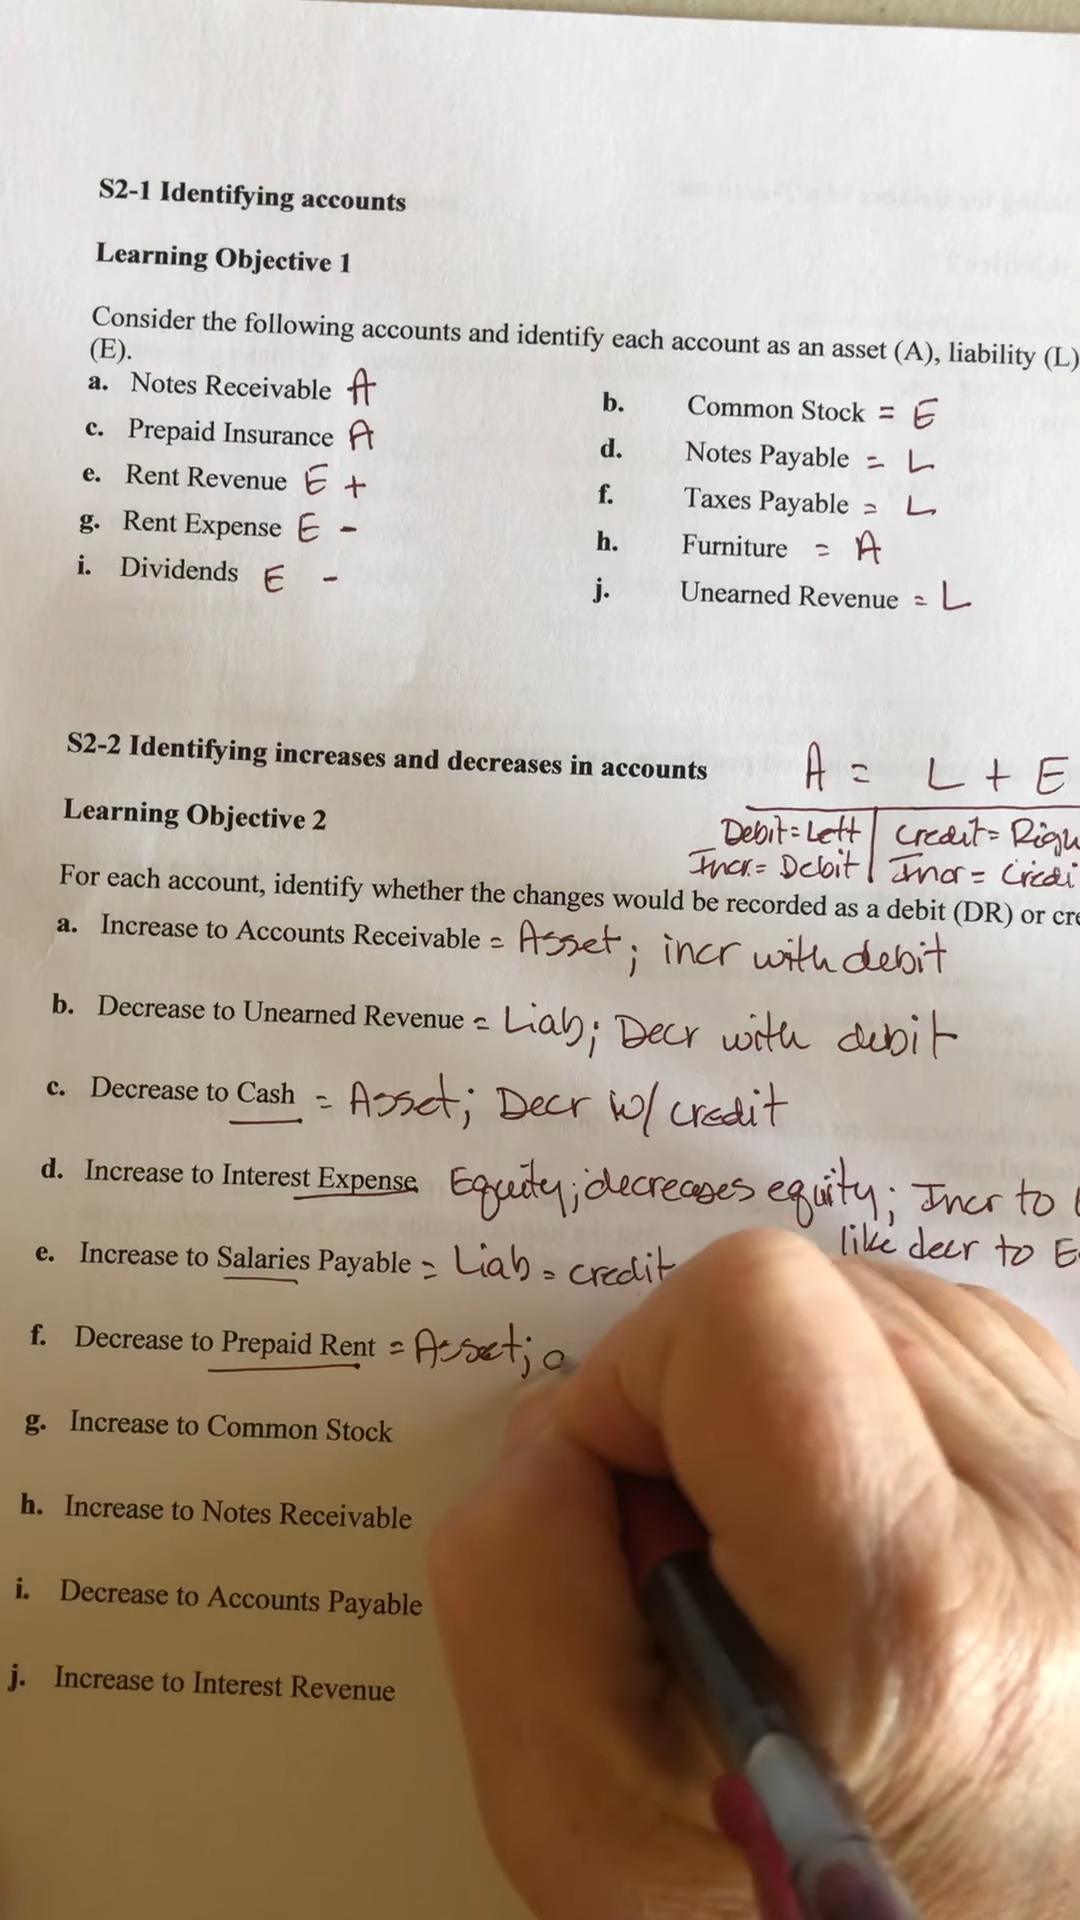 S2-1 Identifying accounts
Learning Objective 1
Consider the following accounts and identify each account as an asset (A), liability (L)
(E).
a. Notes Receivable A
b. Common Stock = E
c. Prepaid Insurance A
d. Notes Payable = L
e. Rent Revenue E +
f. Taxes Payable = L
g. Rent Expense E -
h. Furniture = A
i. Dividends E -
j. Unearned Revenue = L
S2-2 Identifying increases and decreases in accounts
A = L + E
Learning Objective 2
Debit = Left Credit =
Incr. = Debit Incr =
For each account, identify whether the changes would be recorded as a debit (DR) or
a. Increase to Accounts Receivable = Asset; incr with debit
b. Decrease to Unearned Revenue = Liab; Decr with debit
c. Decrease to Cash = Asset; Decr w/ credit
d. Increase to Interest Expense Equity; decreases equity; Incr to
like decr to
e. Increase to Salaries Payable = Liab = credit
f. Decrease to Prepaid Rent = Asset;
g. Increase to Common Stock
h. Increase to Notes Receivable
i. Decrease to Accounts Payable
j. Increase to Interest Revenue